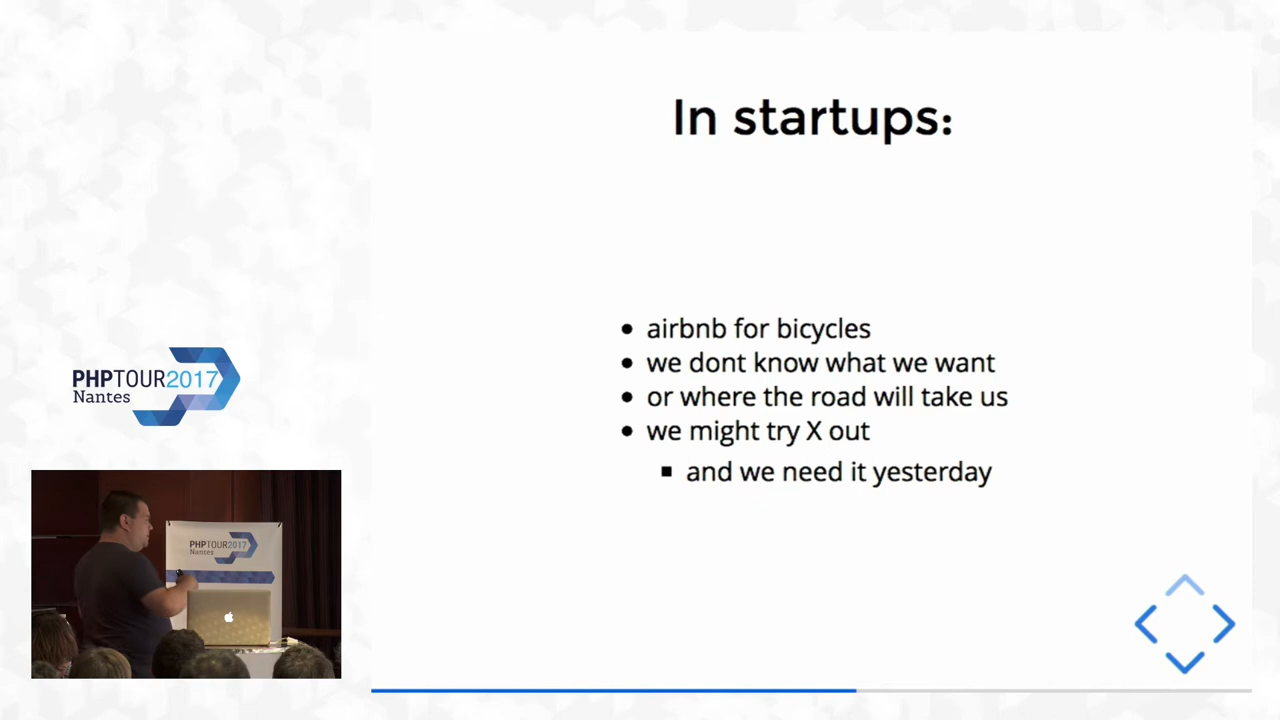 In startups:
airbnb for bicycles
we dont know what we want
or where the road will take us
we might try X out
and we need it yesterday
PHPTOUR2017
Nantes
PHPTOUR2017
Nantes